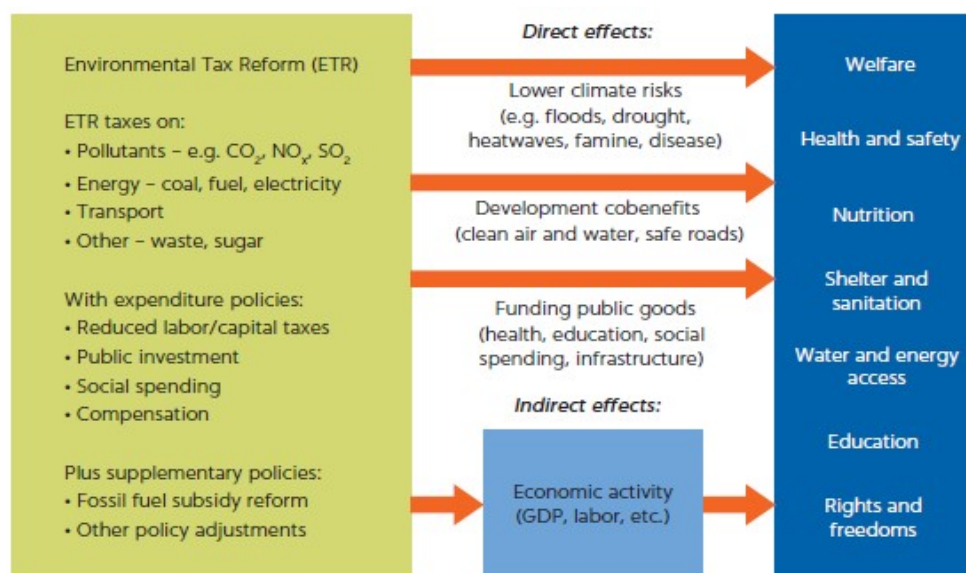 Environmental Tax Reform (ETR)
ETR taxes on:
• Pollutants – e.g. CO₂, NOₓ, SO₂
• Energy – coal, fuel, electricity
• Transport
• Other – waste, sugar
With expenditure policies:
• Reduced labor/capital taxes
• Public investment
• Social spending
• Compensation
Plus supplementary policies:
• Fossil fuel subsidy reform
• Other policy adjustments
Direct effects:
Lower climate risks
(e.g. floods, drought,
heatwaves, famine, disease)
Development cobenefits
(clean air and water, safe roads)
Funding public goods
(health, education, social
spending, infrastructure)
Indirect effects:
Economic activity
(GDP, labor, etc.)
Welfare
Health and safety
Nutrition
Shelter and
sanitation
Water and energy
access
Education
Rights and
freedoms